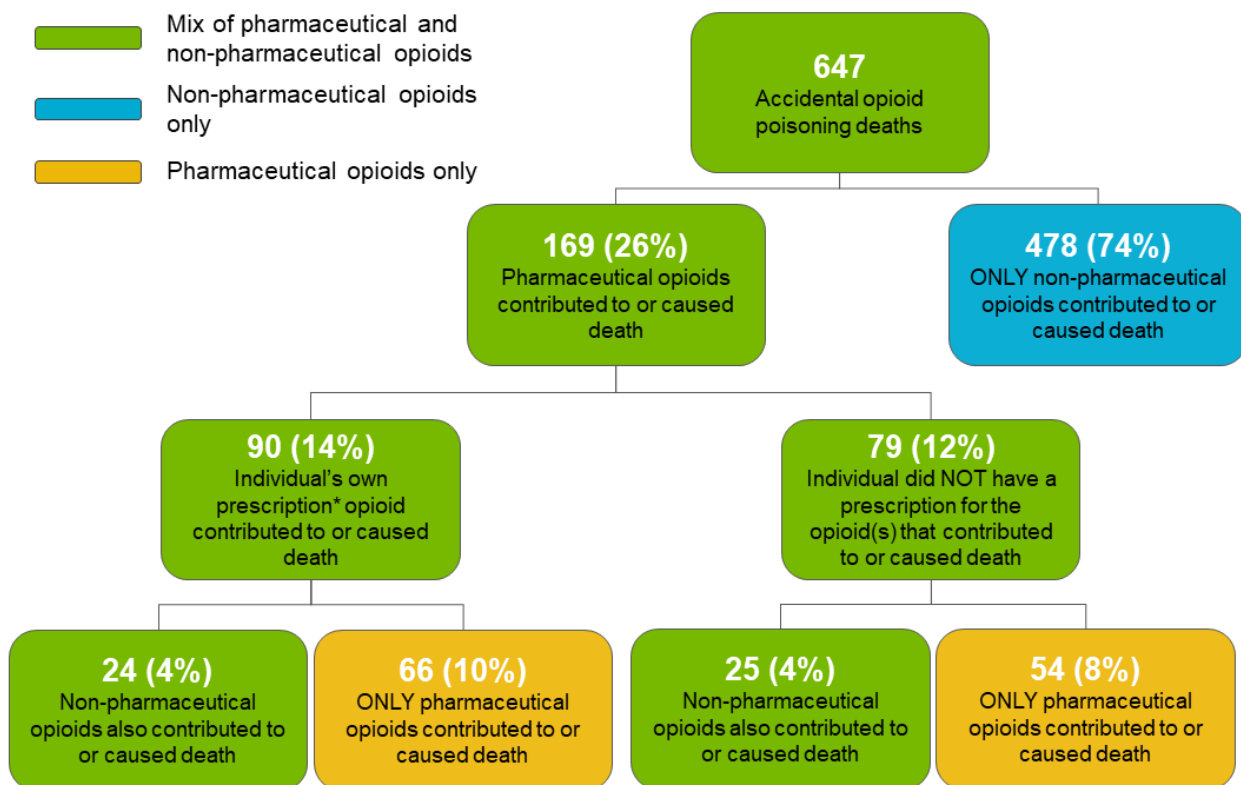 Mix of pharmaceutical and
non-pharmaceutical opioids
Non-pharmaceutical opioids
only
Pharmaceutical opioids only
647
Accidental opioid
poisoning deaths
169 (26%)
Pharmaceutical opioids
contributed to or caused
death
478 (74%)
ONLY non-pharmaceutical
opioids contributed to or
caused death
90 (14%)
Individual’s own
prescription* opioid
contributed to or caused
death
79 (12%)
Individual did NOT have a
prescription for the
opioid(s) that contributed
to or caused death
24 (4%)
Non-pharmaceutical
opioids also contributed to
or caused death
66 (10%)
ONLY pharmaceutical
opioids contributed to or
caused death
25 (4%)
Non-pharmaceutical
opioids also contributed to
or caused death
54 (8%)
ONLY pharmaceutical
opioids contributed to or
caused death